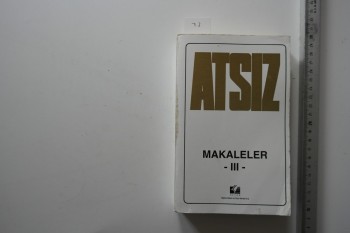 ATSIZ
MAKALELER
- III -